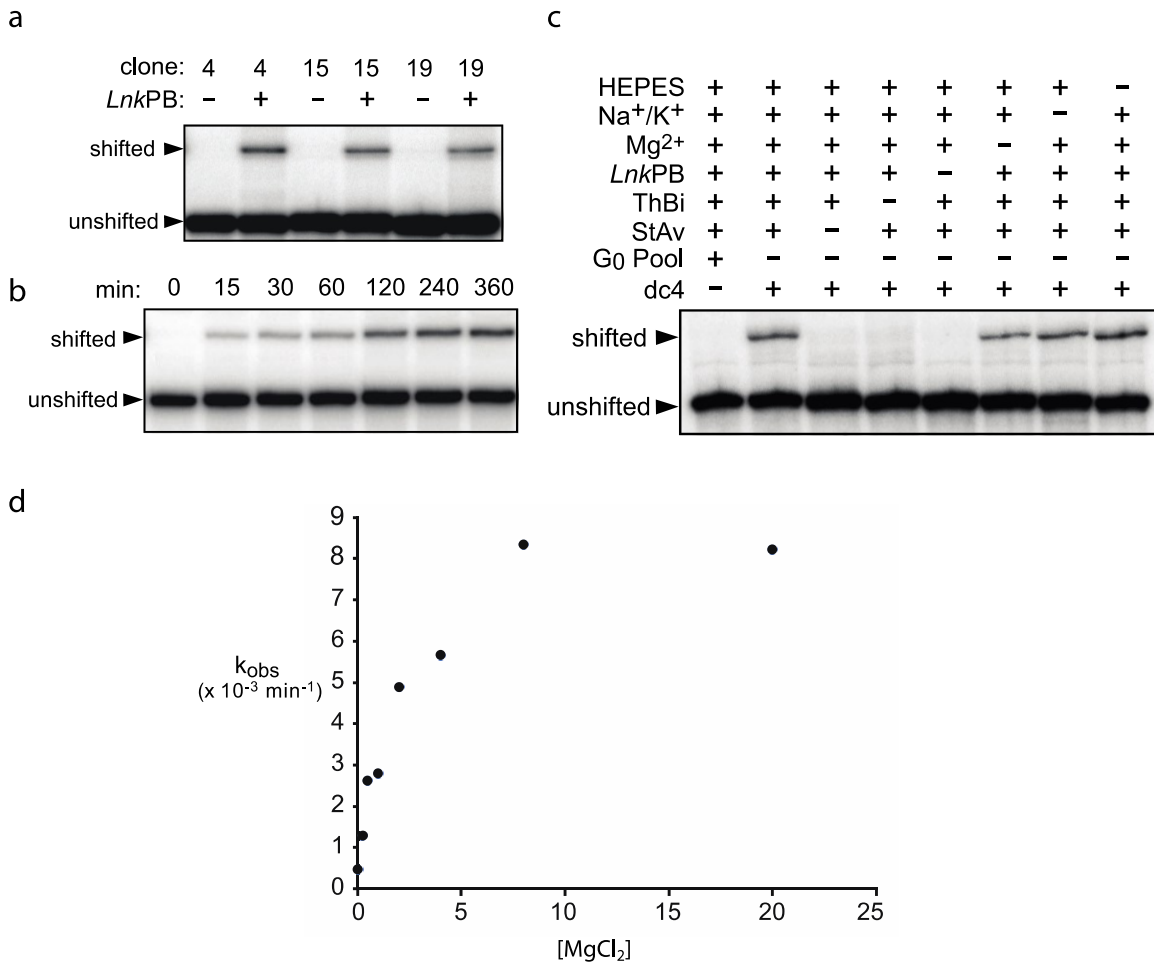 a
clone: 4 4 15 15 19 19
LnkPB: – + – + – +
shifted
unshifted
b
min: 0 15 30 60 120 240 360
shifted
unshifted
c
HEPES + + + + + + + –
Na+/K+ + + + + + + – +
Mg2+ + + + + + – + +
LnkPB + + + + – + + +
ThBi + + + – + + + +
StAv + + – + + + + +
G0 Pool + – – – – – – –
dc4 – + + + + + + +
shifted
unshifted
d
9
8
7
6
5
4
3
2
1
0
kobs
(x 10-3 min-1)
0 5 10 15 20 25
[MgCl2]